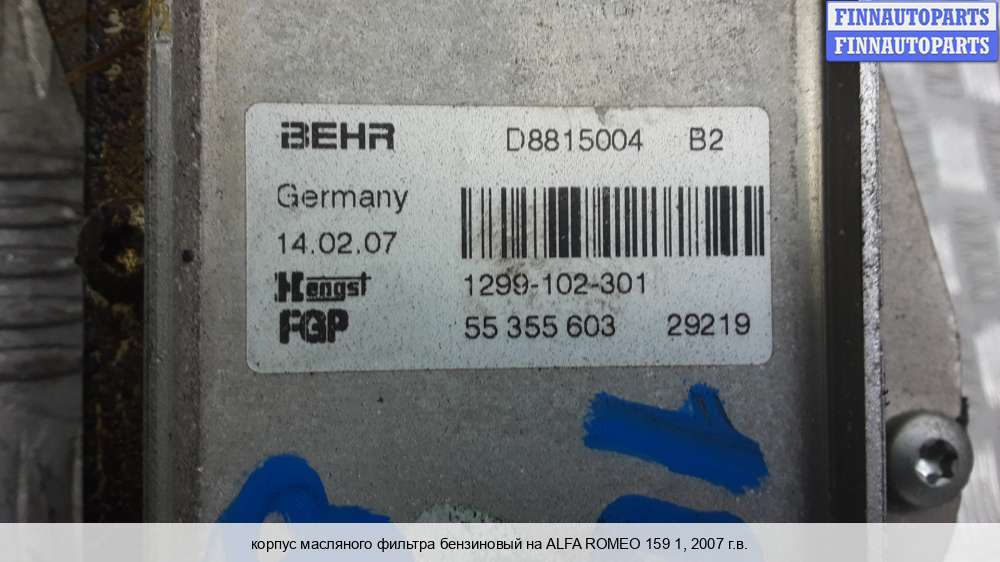 FINNAUTOPARTS
FINNAUTOPARTS
BEHR D8815004 B2
Germany
14.02.07
Hengst 1299-102-301
FGP 55 355 603 29219
корпус масляного фильтра бензиновый на ALFA ROMEO 159 1, 2007 г.в.